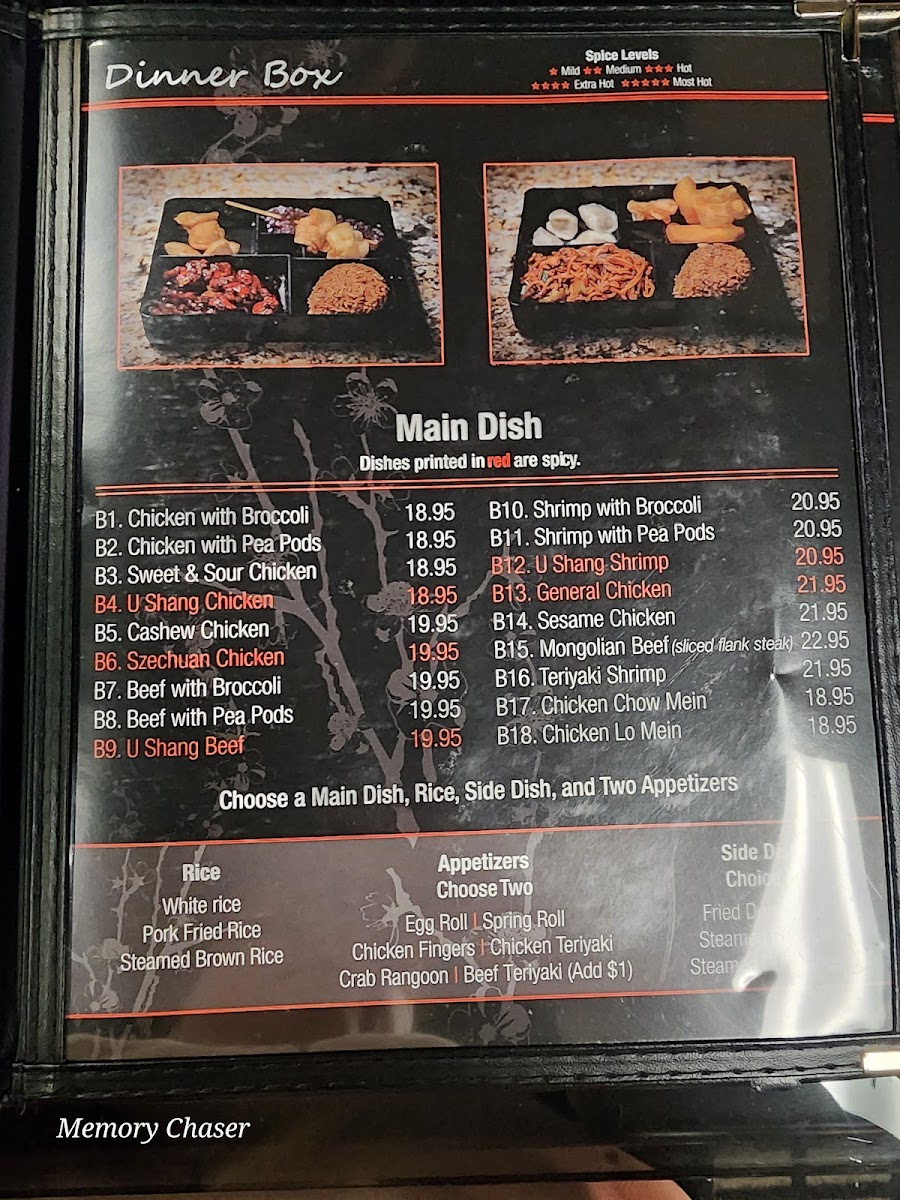 Dinner Box
Spice Levels
★ Mild ★★ Medium ★★★ Hot
★★★★ Extra Hot ★★★★★ Most Hot
Main Dish
Dishes printed in red are spicy.
B1. Chicken with Broccoli 18.95
B2. Chicken with Pea Pods 18.95
B3. Sweet & Sour Chicken 18.95
B4. U Shang Chicken 18.95
B5. Cashew Chicken 19.95
B6. Szechuan Chicken 19.95
B7. Beef with Broccoli 19.95
B8. Beef with Pea Pods 19.95
B9. U Shang Beef 19.95
B10. Shrimp with Broccoli 20.95
B11. Shrimp with Pea Pods 20.95
B12. U Shang Shrimp 20.95
B13. General Chicken 21.95
B14. Sesame Chicken 21.95
B15. Mongolian Beef (sliced flank steak) 22.95
B16. Teriyaki Shrimp 21.95
B17. Chicken Chow Mein 18.95
B18. Chicken Lo Mein 18.95
Choose a Main Dish, Rice, Side Dish, and Two Appetizers
Rice
White rice
Pork Fried Rice
Steamed Brown Rice
Appetizers
Choose Two
Egg Roll | Spring Roll
Chicken Fingers | Chicken Teriyaki
Crab Rangoon | Beef Teriyaki (Add $1)
Side
Fried
Memory Chaser